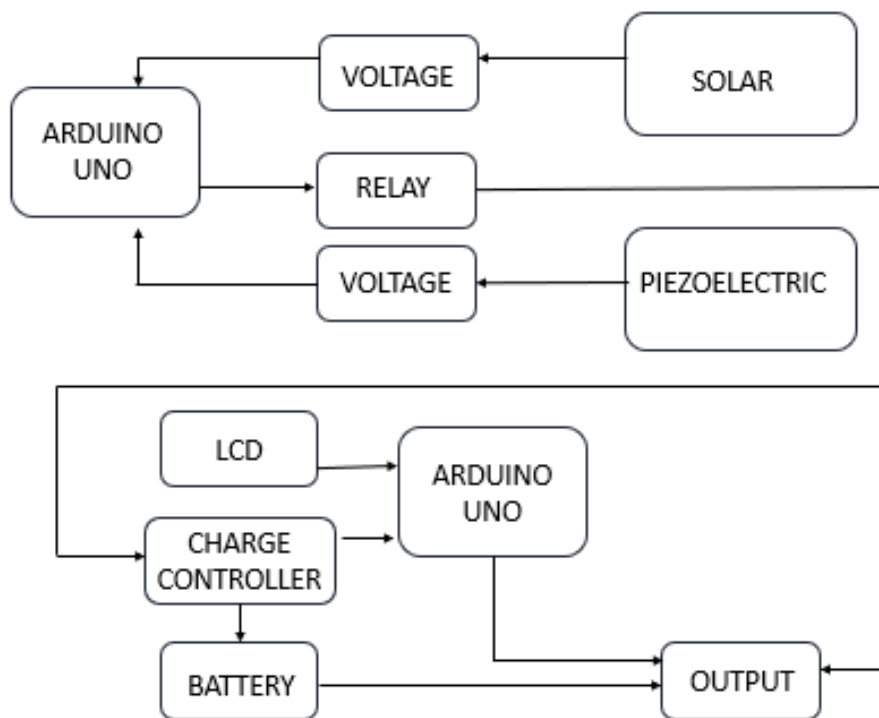 VOLTAGE
SOLAR
ARDUINO
UNO
RELAY
VOLTAGE
PIEZOELECTRIC
LCD
ARDUINO
UNO
CHARGE
CONTROLLER
BATTERY
OUTPUT